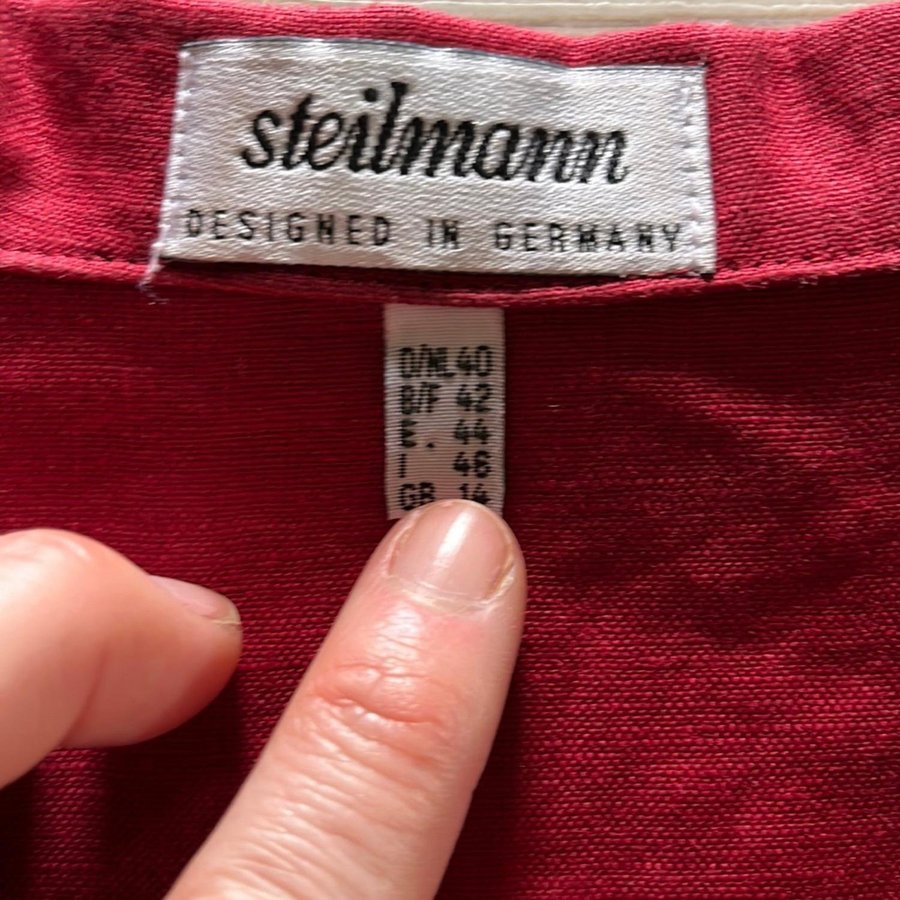 steilmann
DESIGNED IN GERMANY
D/NL 40
B/F 42
E . 44
I 46
GB 14